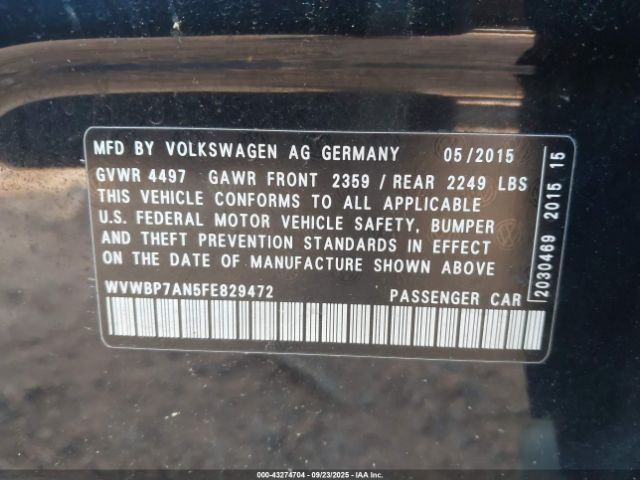 MFD BY VOLKSWAGEN AG GERMANY 05/2015
GVWR 4497 GAWR FRONT 2359 / REAR 2249 LBS
THIS VEHICLE CONFORMS TO ALL APPLICABLE
U.S. FEDERAL MOTOR VEHICLE SAFETY, BUMPER
AND THEFT PREVENTION STANDARDS IN EFFECT
ON THE DATE OF MANUFACTURE SHOWN ABOVE
WVWBP7AN5FE829472 PASSENGER CAR
2030469 2015 15
000-43274704 - 09/23/2025 - IAAI.COM